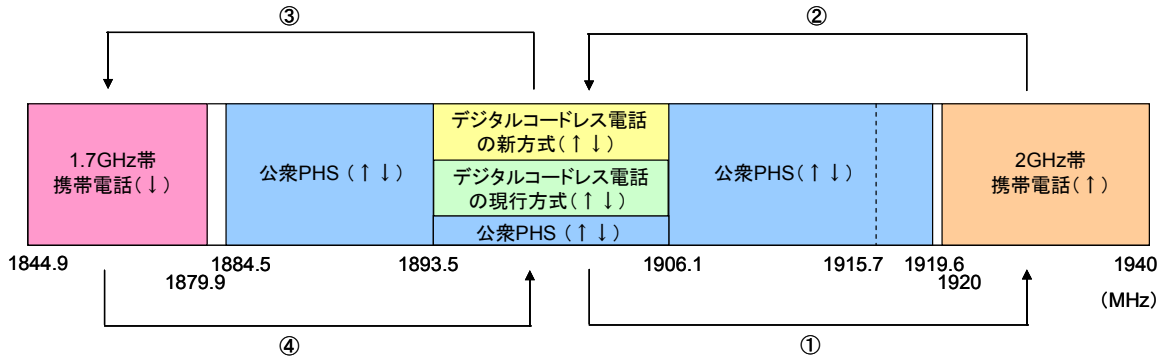 ③
②
1.7GHz帯
携帯電話(↓)
公衆PHS(↑↓)
デジタルコードレス電話
の新方式(↑↓)
デジタルコードレス電話
の現行方式(↑↓)
公衆PHS(↑↓)
公衆PHS(↑↓)
2GHz帯
携帯電話(↑)
1844.9
1879.9
1884.5
1893.5
1906.1
1915.7
1919.6
1920
1940
(MHz)
④
①